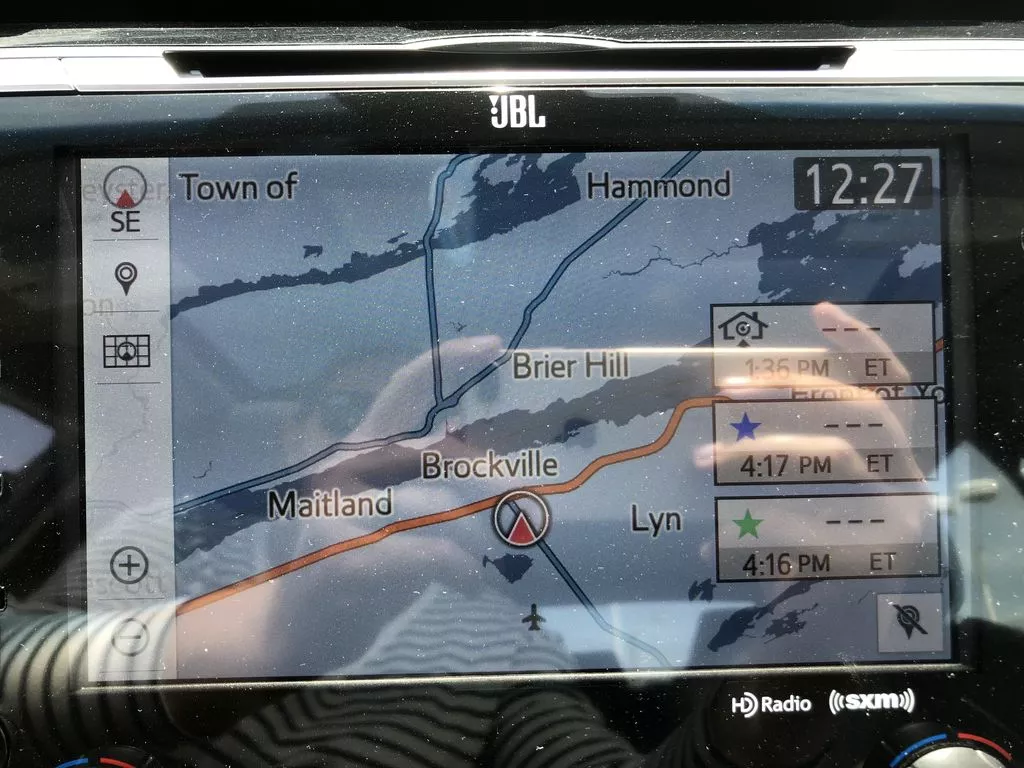 JBL
Town of
Hammond
12:27
SE
Brier Hill
1:36 PM ET
Brockville
4:17 PM ET
Maitland
Lyn
4:16 PM ET
HD Radio
((sxm))